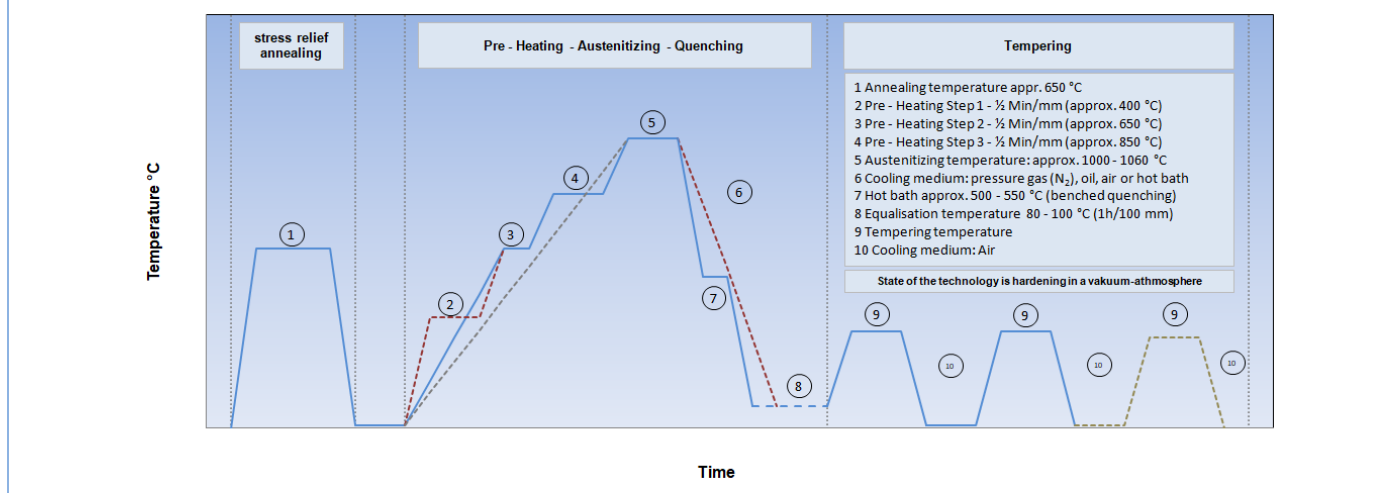 stress relief
annealing
Pre - Heating - Austenitizing - Quenching
Tempering
1 Annealing temperature appr. 650 °C
2 Pre - Heating Step 1 - ½ Min/mm (approx. 400 °C)
3 Pre - Heating Step 2 - ½ Min/mm (approx. 650 °C)
4 Pre - Heating Step 3 - ½ Min/mm (approx. 850 °C)
5 Austenitizing temperature: approx. 1000 - 1060 °C
6 Cooling medium: pressure gas (N₂), oil, air or hot bath
7 Hot bath approx. 500 - 550 °C (benched quenching)
8 Equalisation temperature 80 - 100 °C (1h/100 mm)
9 Tempering temperature
10 Cooling medium: Air
State of the technology is hardening in a vakuum-athmosphere
Temperature °C
1
2
3
4
5
6
7
8
9
10
9
10
9
10
Time